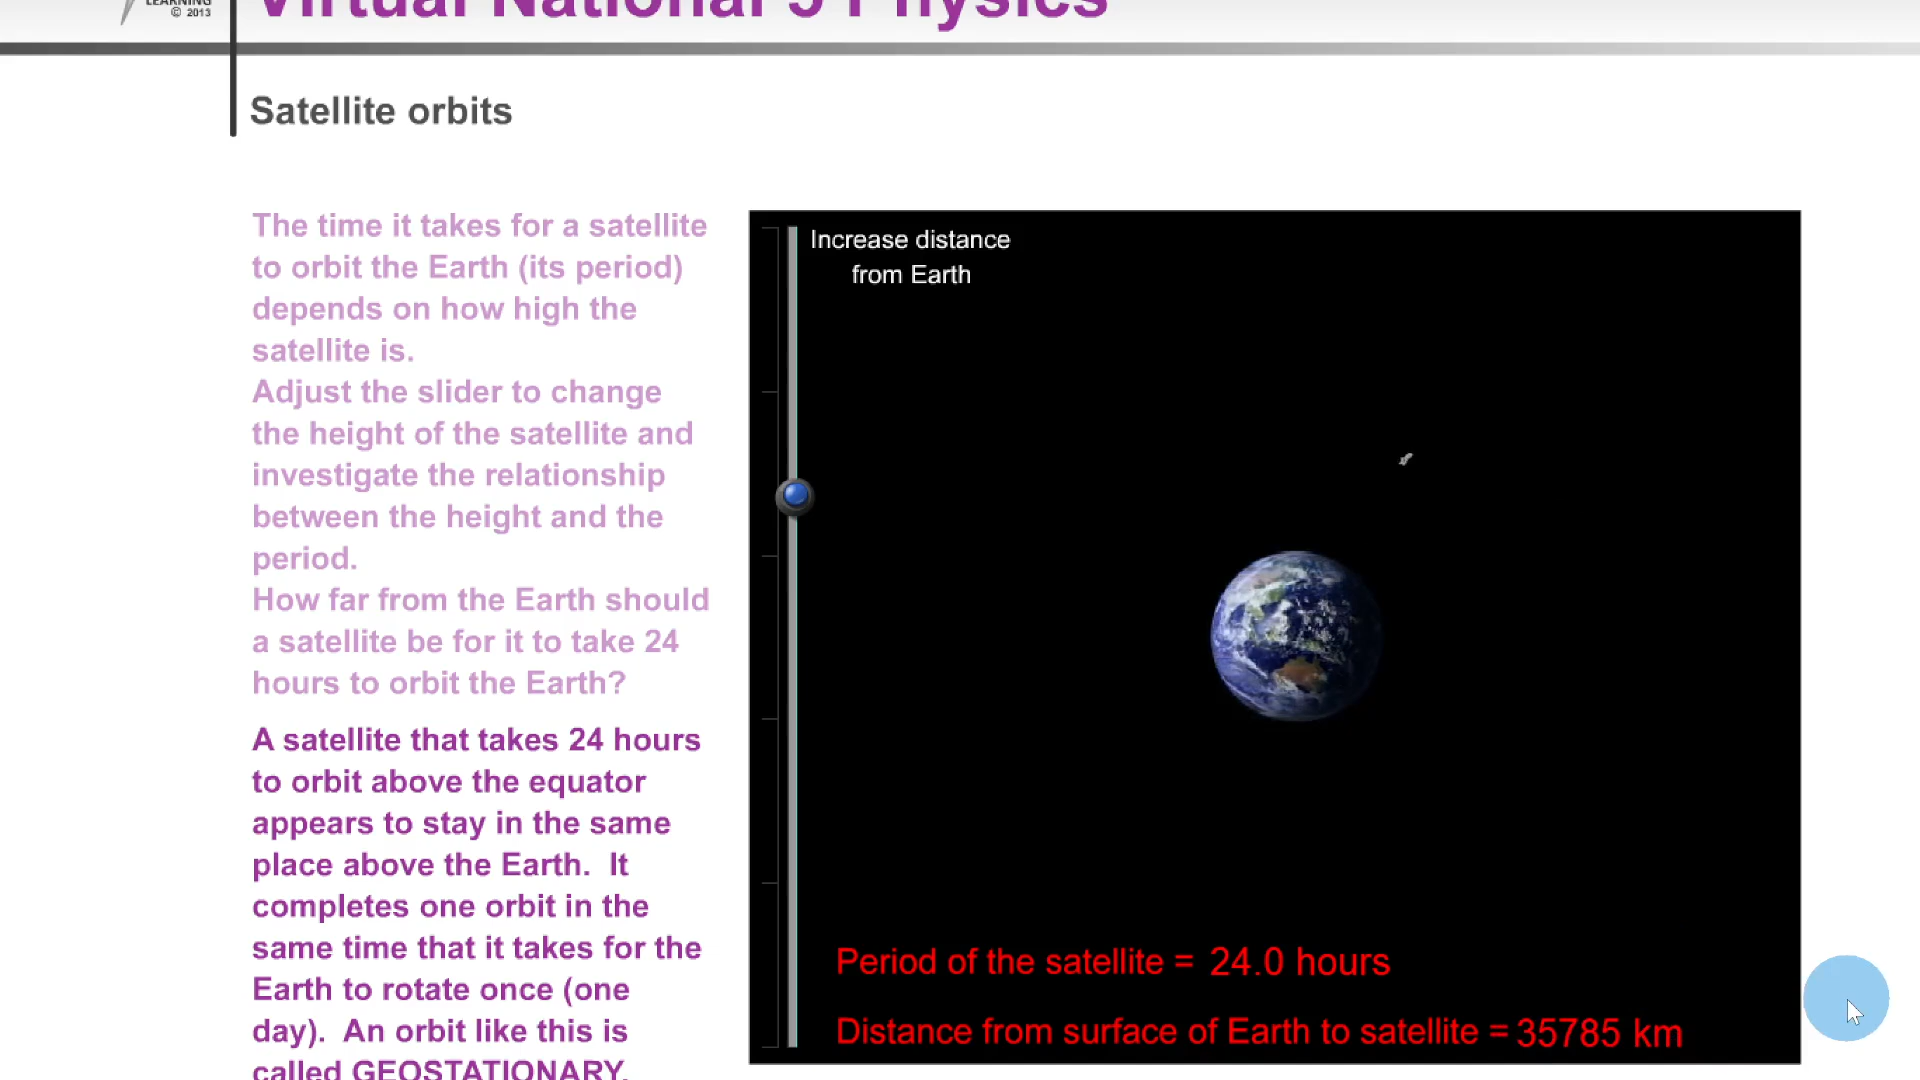 LEARNING
© 2013
Virtual National 5 Physics
Satellite orbits
The time it takes for a satellite
to orbit the Earth (its period)
depends on how high the
satellite is.
Adjust the slider to change
the height of the satellite and
investigate the relationship
between the height and the
period.
How far from the Earth should
a satellite be for it to take 24
hours to orbit the Earth?
A satellite that takes 24 hours
to orbit above the equator
appears to stay in the same
place above the Earth.  It
completes one orbit in the
same time that it takes for the
Earth to rotate once (one
day).  An orbit like this is
called GEOSTATIONARY.
Increase distance
from Earth
Period of the satellite = 24.0 hours
Distance from surface of Earth to satellite = 35785 km